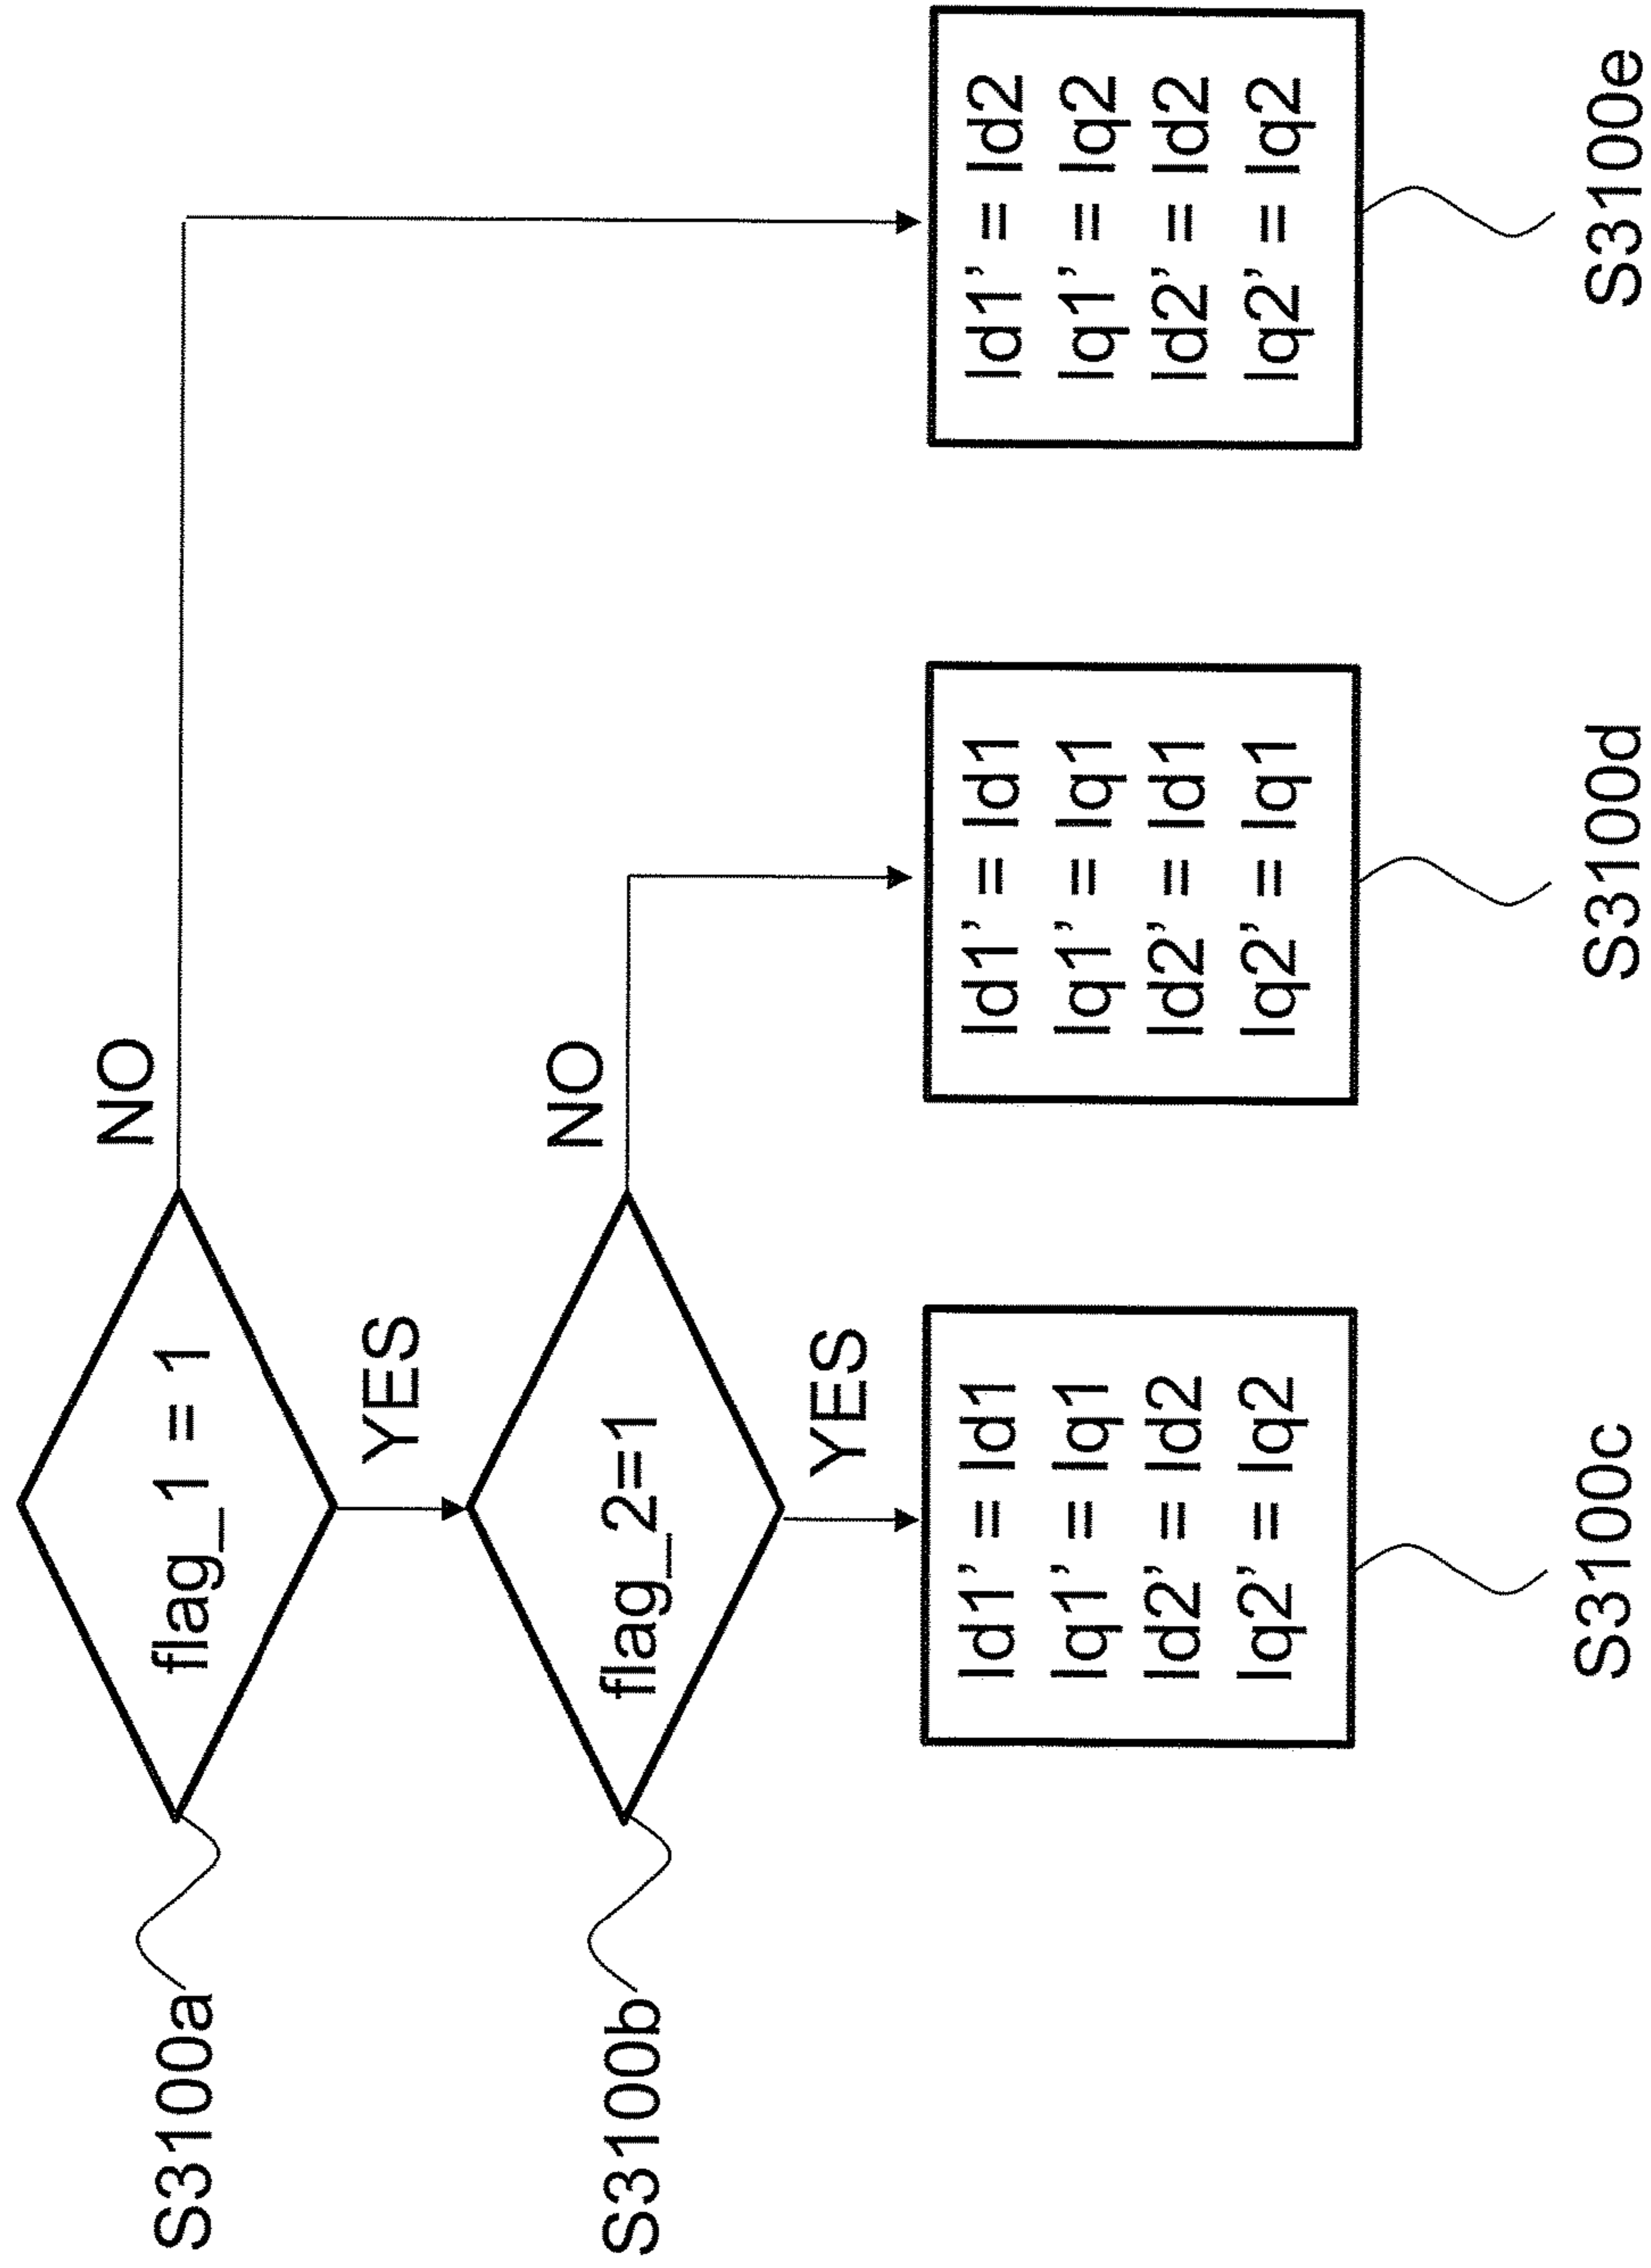 S3100a
flag_1 = 1
NO
YES
S3100b
flag_2=1
NO
YES
Id1’ = Id1
Iq1’ = Iq1
Id2’ = Id2
Iq2’ = Iq2
S3100c
Id1’ = Id1
Iq1’ = Iq1
Id2’ = Id1
Iq2’ = Iq1
S3100d
Id1’ = Id2
Iq1’ = Iq2
Id2’ = Id2
Iq2’ = Iq2
S3100e